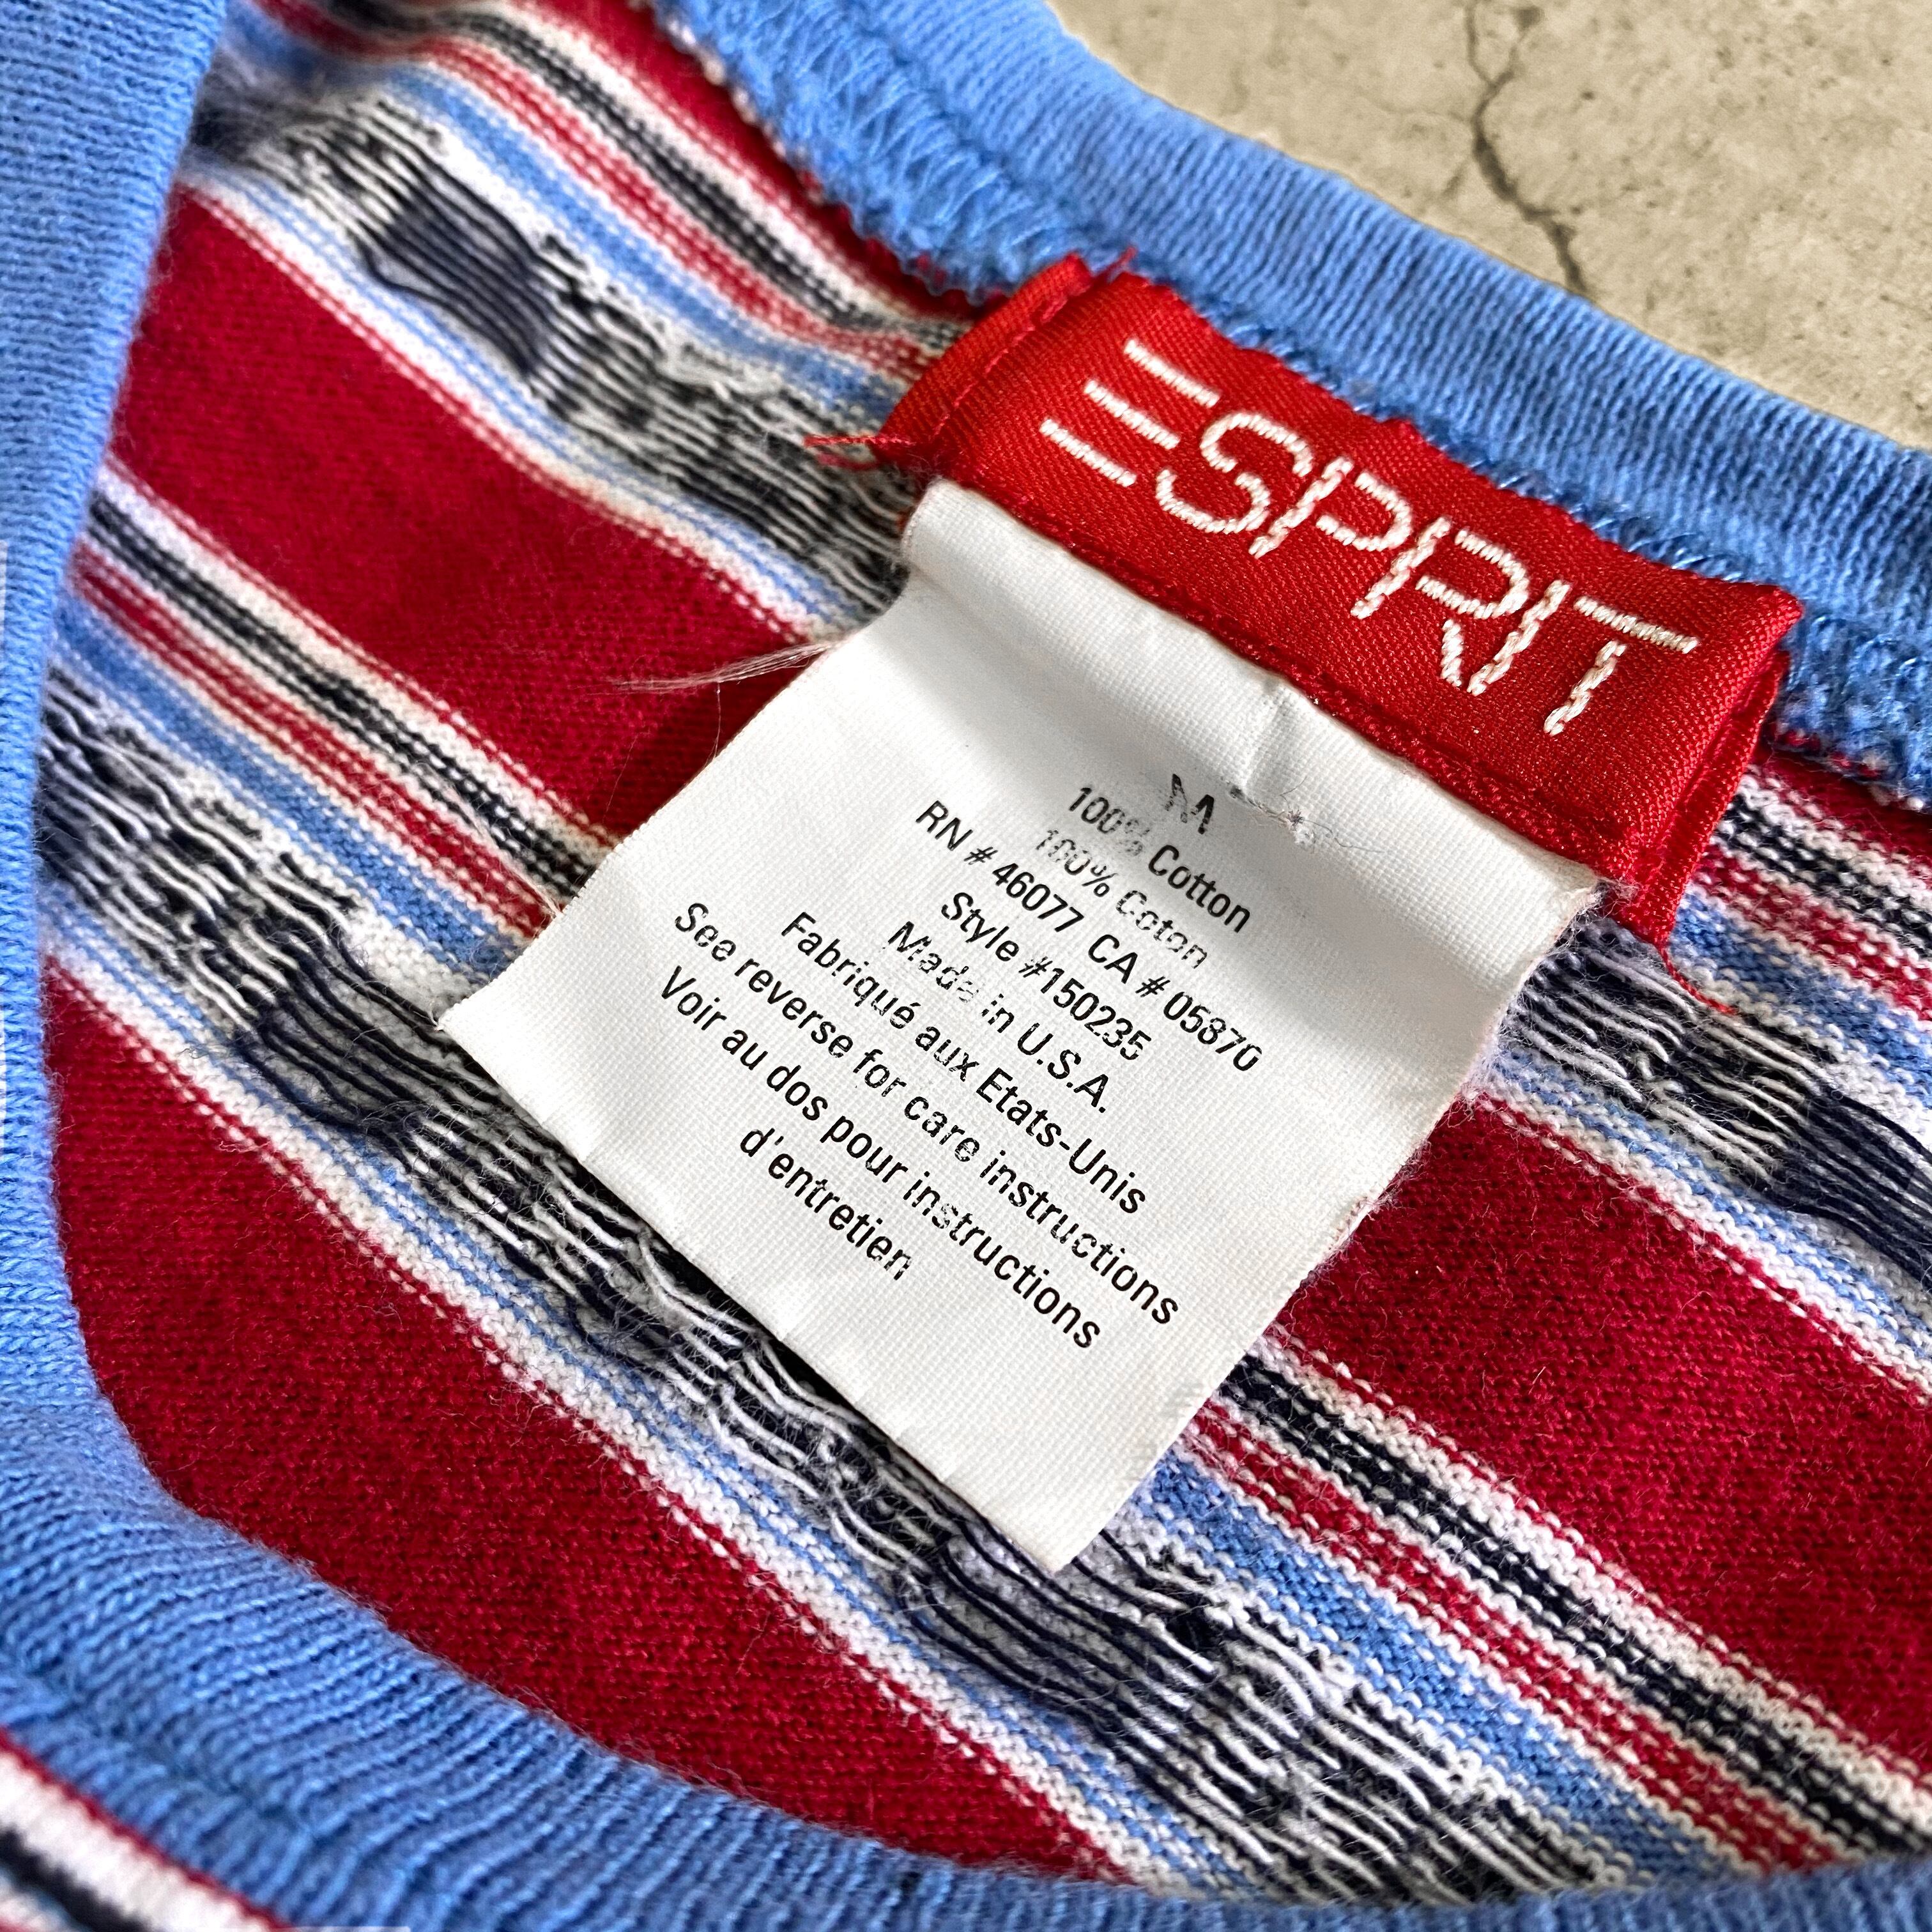 ESPRIT
M
100% Cotton
100% Coton
RN # 46077 CA # 05870
Style #150235
Made in U.S.A.
Fabriqué aux Etats-Unis
See reverse for care instructions
Voir au dos pour instructions
d'entretien